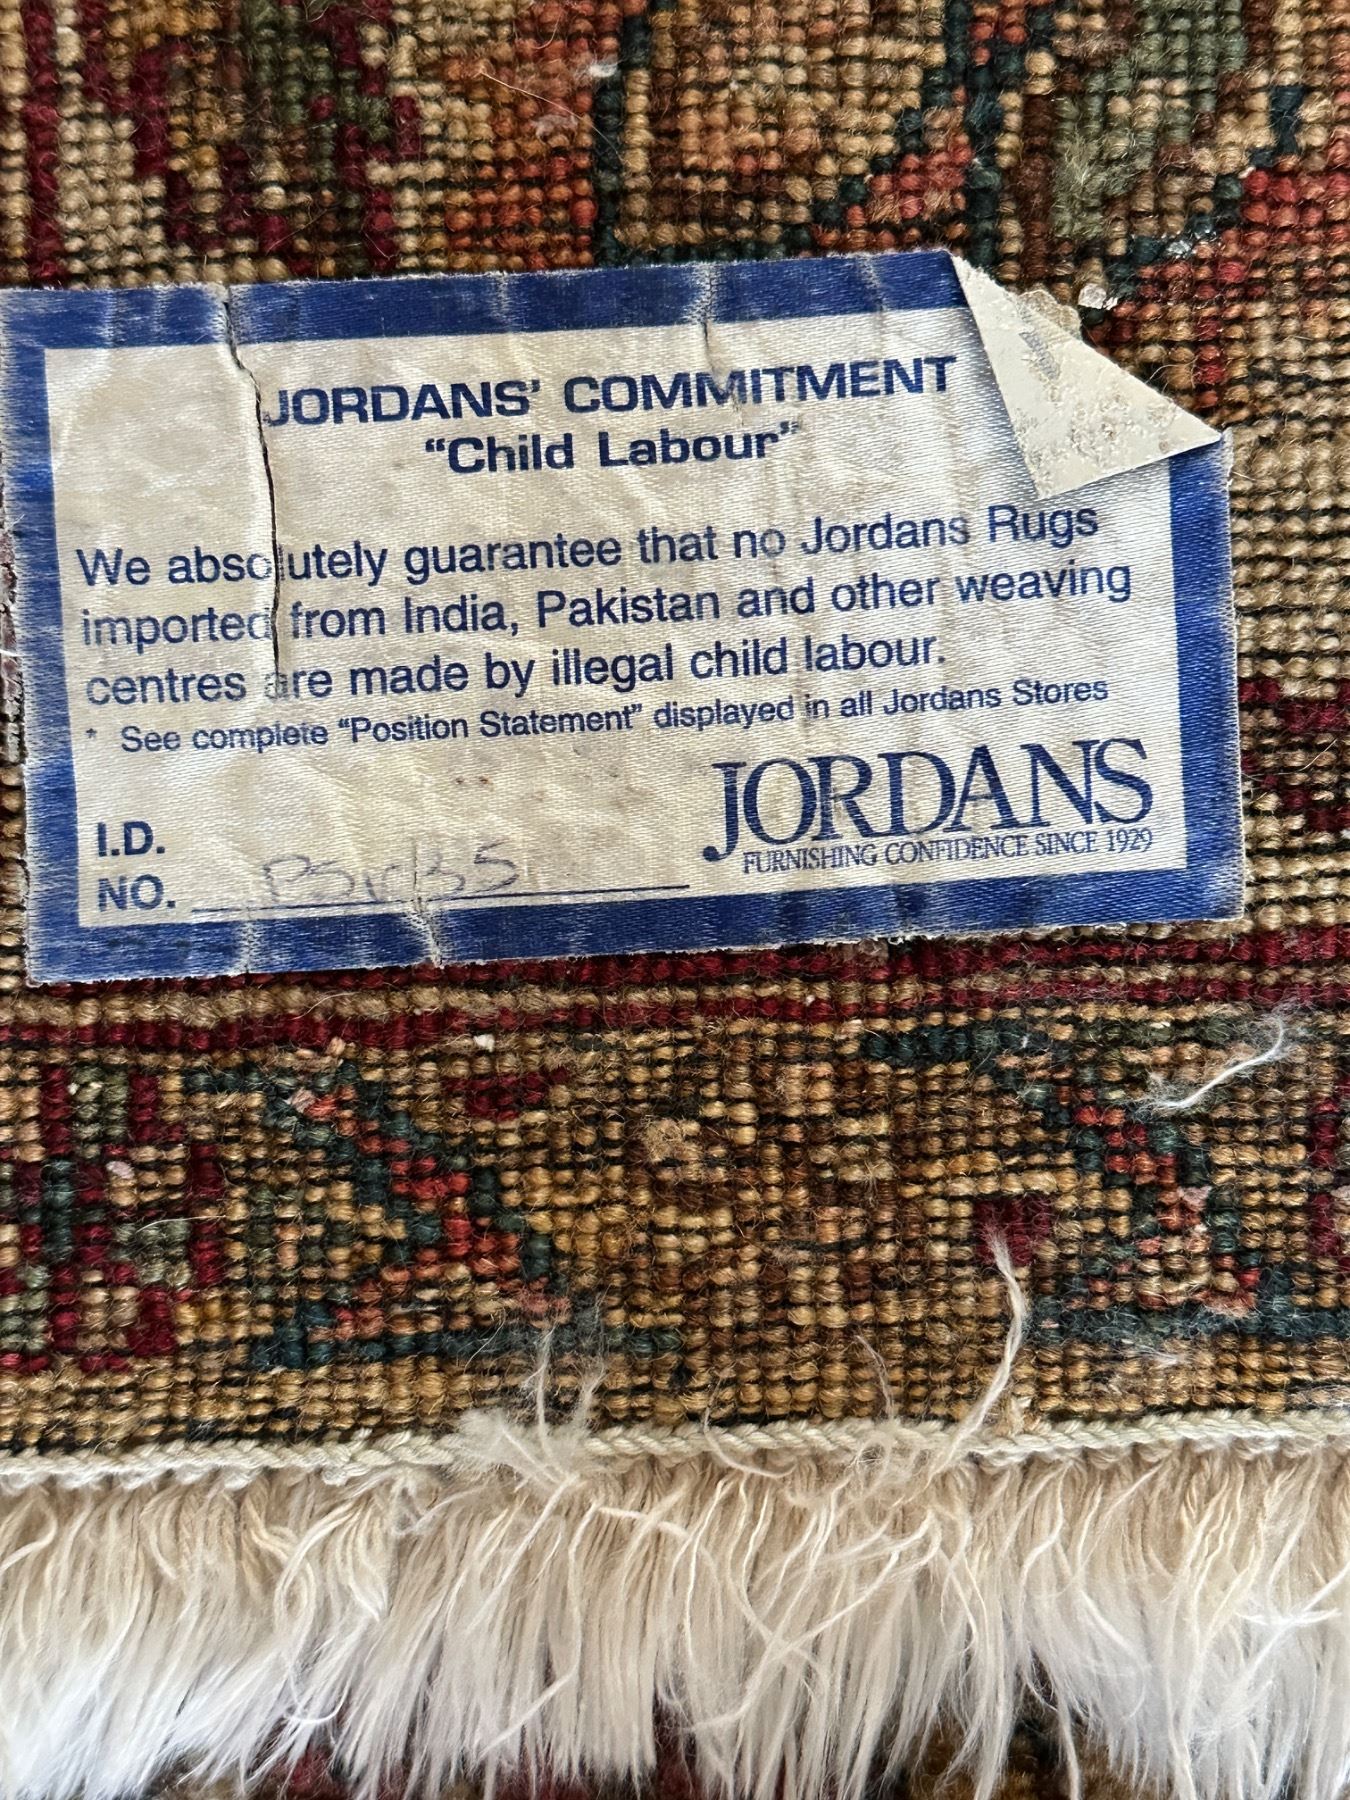 JORDANS' COMMITMENT
“Child Labour”
We absolutely guarantee that no Jordans Rugs
imported from India, Pakistan and other weaving
centres are made by illegal child labour.
* See complete “Position Statement” displayed in all Jordans Stores
JORDANS
FURNISHING CONFIDENCE SINCE 1929
I.D.
NO.